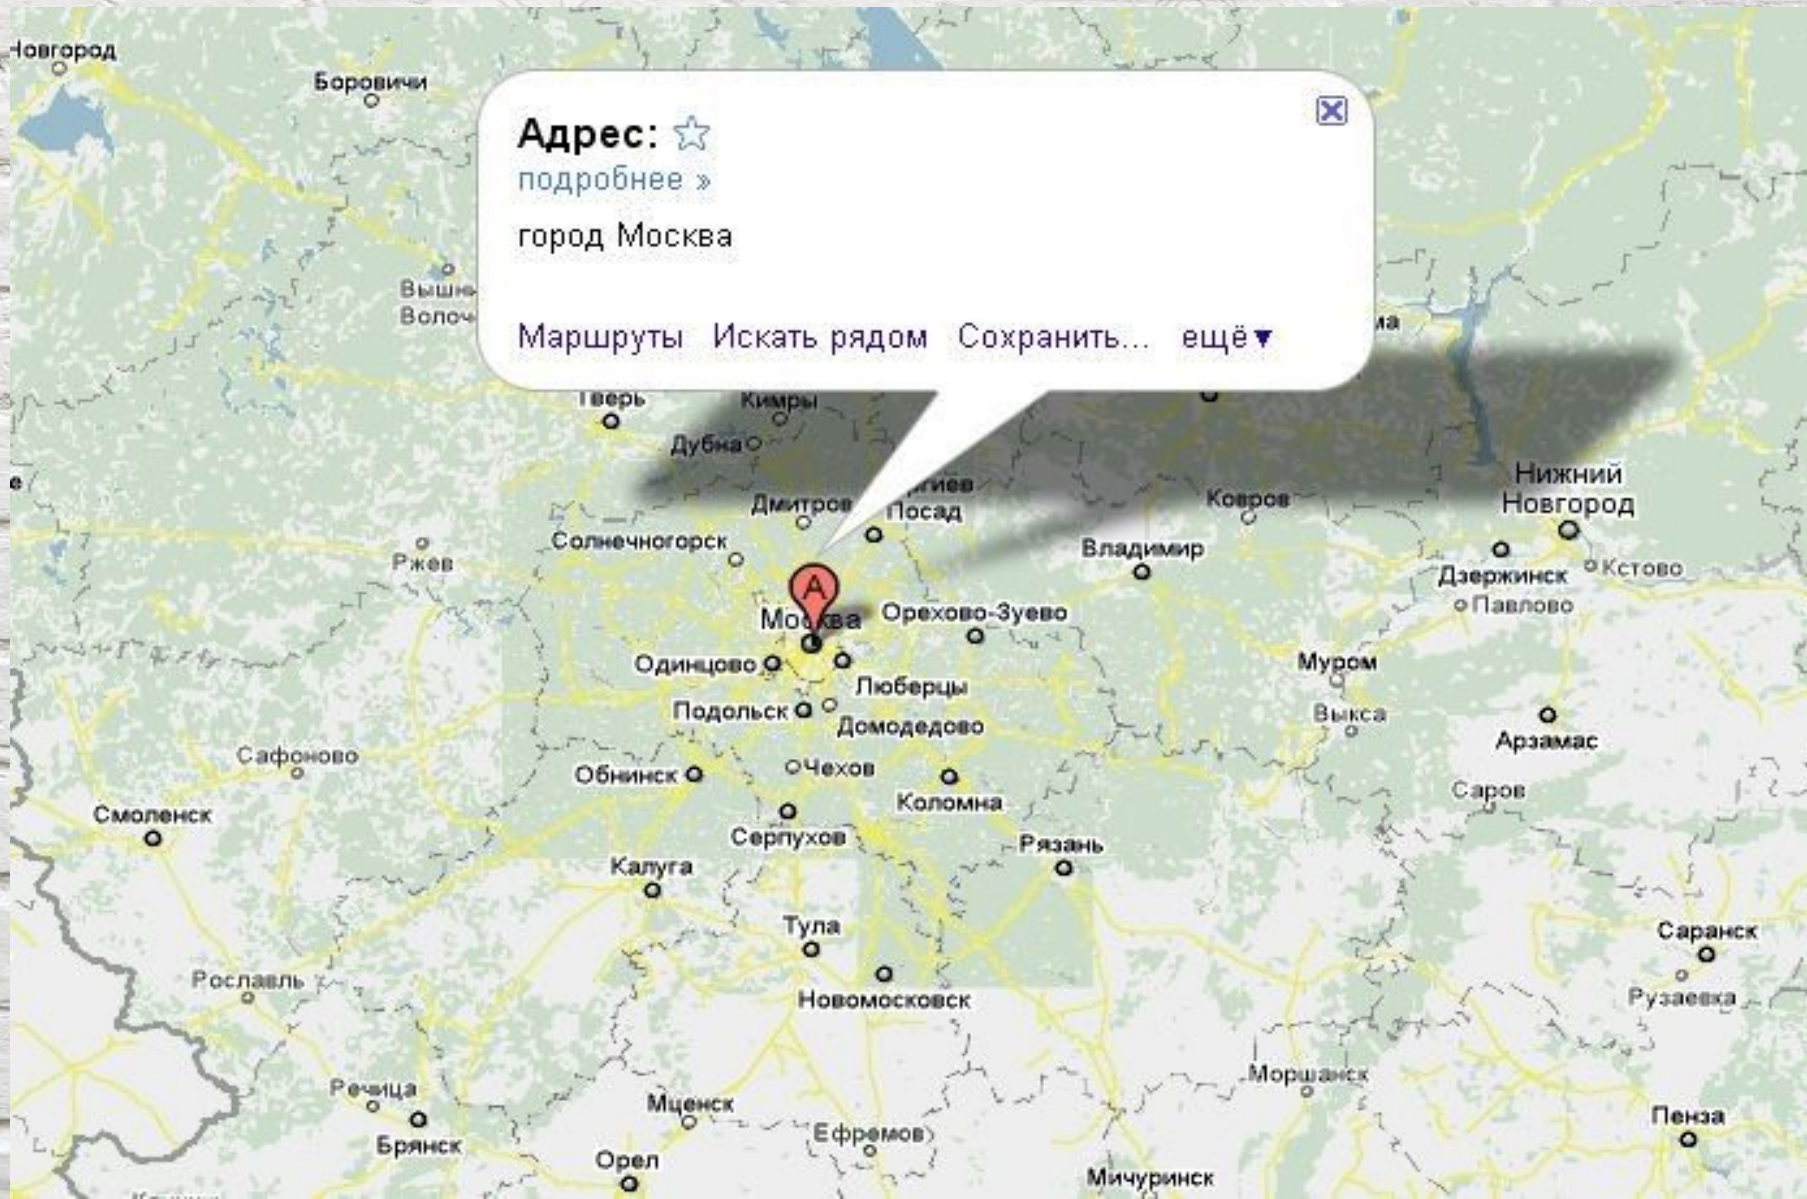 Боровичи
Адрес:
подробнее »
город Москва
Маршруты Искать рядом Сохранить... ещё
Тверь
Кимры
Дубна
Нижний
Новгород
Дмитров
Посад
Ковров
Солнечногорск
Ржев
Владимир
Дзержинск
Кстово
Павлово
A
Москва
Орехово-Зуево
Одинцово
Люберцы
Муром
Подольск
Домодедово
Выкса
Арзамас
Сафоново
Обнинск
Чехов
Коломна
Саров
Смоленск
Серпухов
Рязань
Калуга
Тула
Саранск
Рославль
Новомосковск
Рузаевка
Речица
Моршанск
Мценск
Брянск
Ефремов
Пенза
Орел
Мичуринск